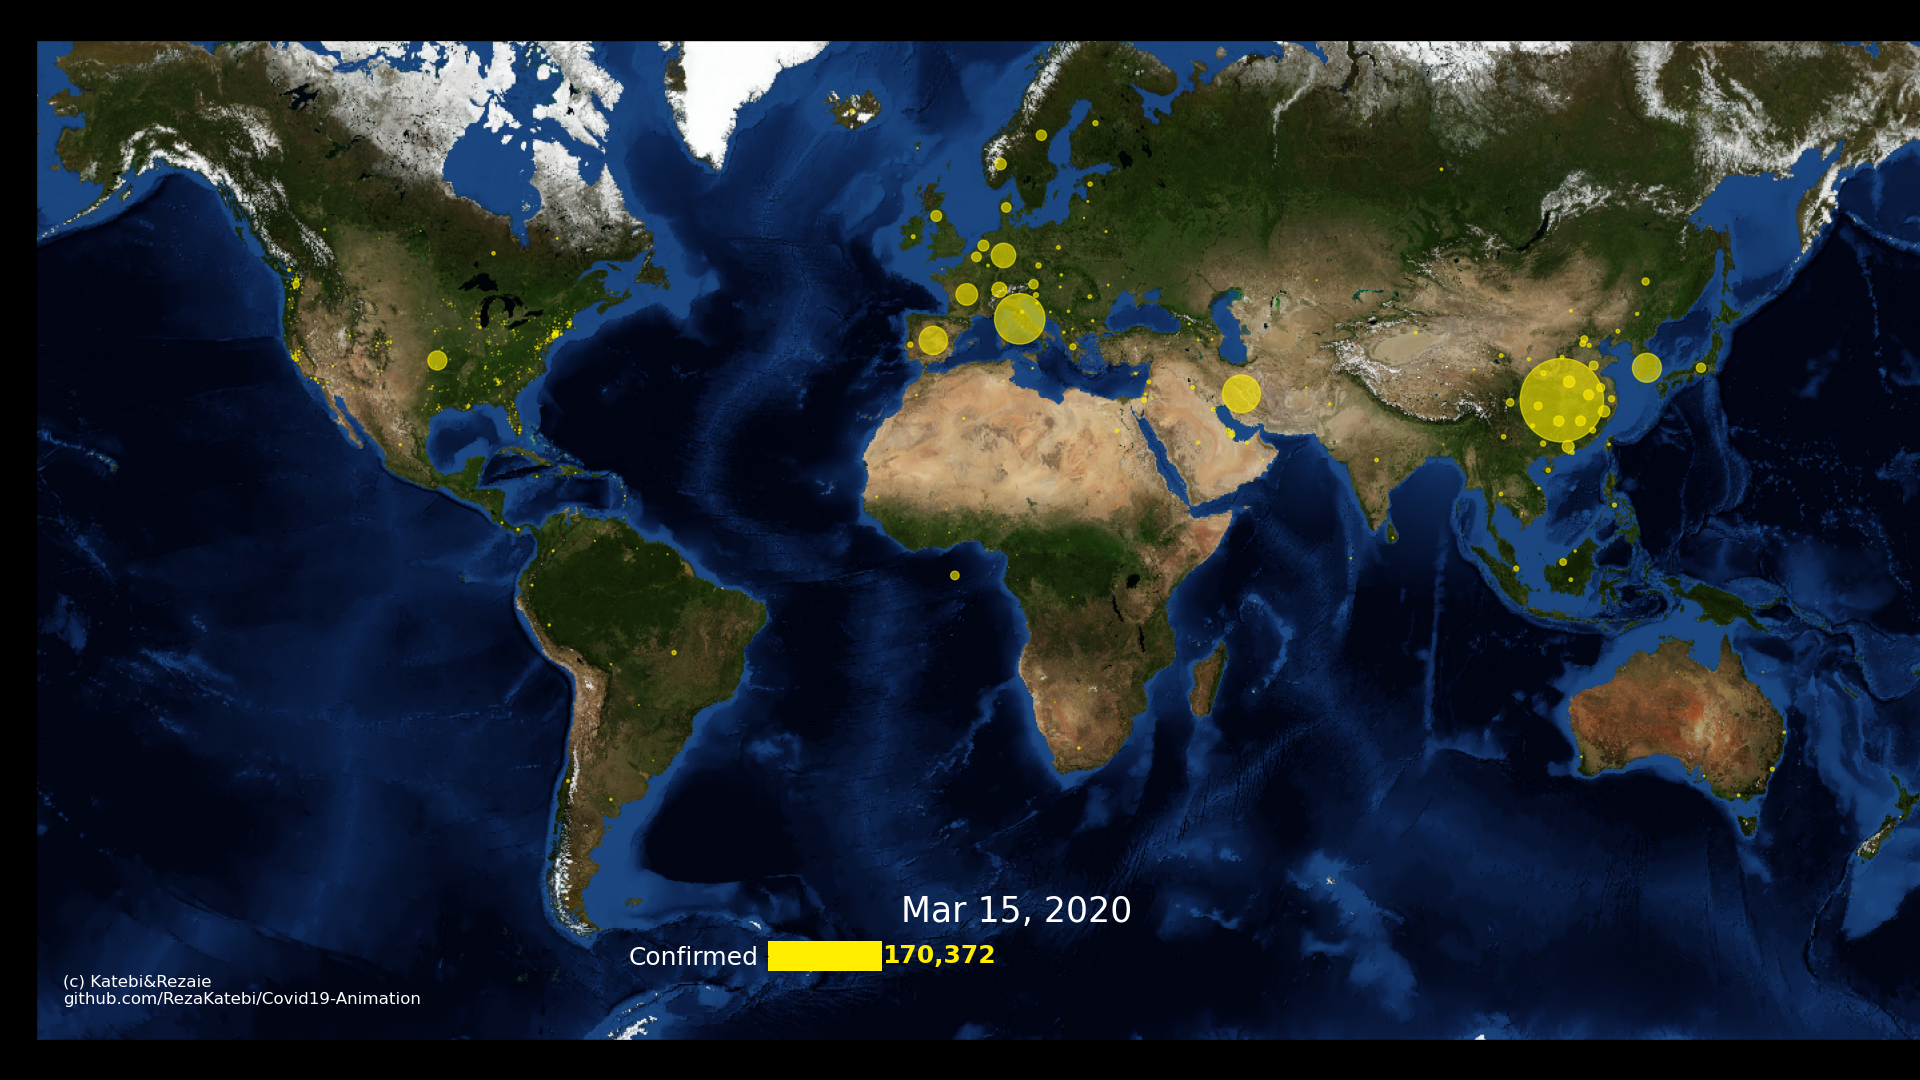 Mar 15, 2020
Confirmed 170,372
(c) Katebi&Rezaie
github.com/RezaKatebi/Covid19-Animation